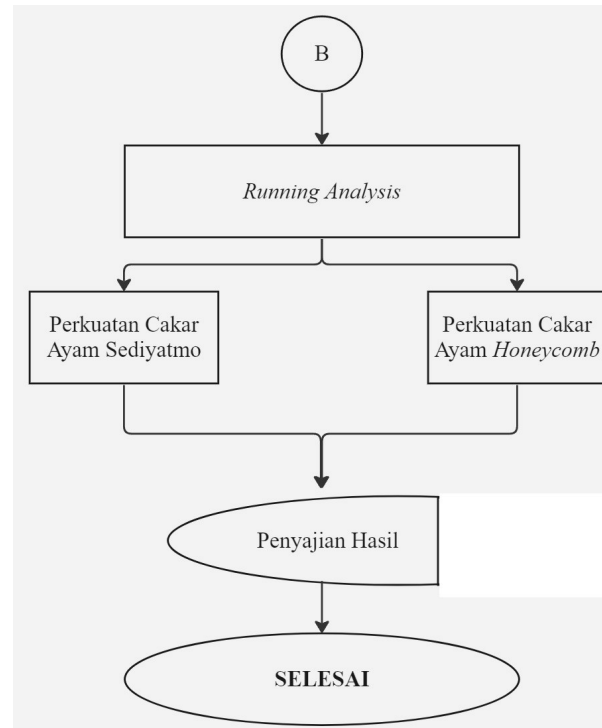 B
Running Analysis
Perkuatan Cakar
Ayam Sediyatmo
Perkuatan Cakar
Ayam Honeycomb
Penyajian Hasil
SELESAI